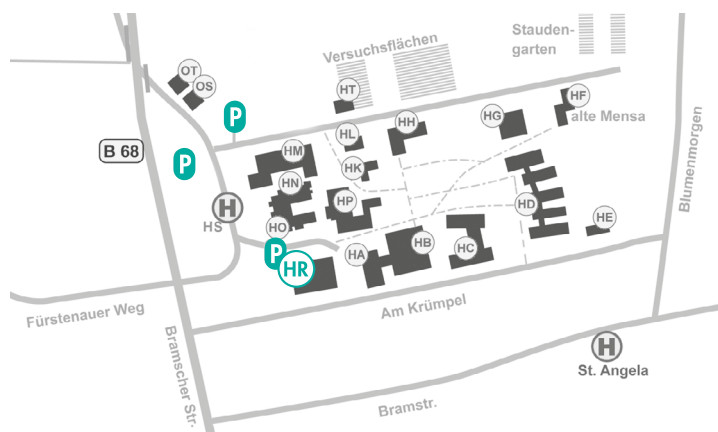 Stauden-
garten
Versuchsflächen
OT
OS
HT
HF
alte Mensa
P
HG
HH
HL
B 68
HM
P
HK
HN
HP
Blumenmorgen
H
HS
HO
HD
HE
P
HR
HA
HB
HC
Am Krümpel
Fürstenauer Weg
Bramscher Str.
H
St. Angela
Bramstr.